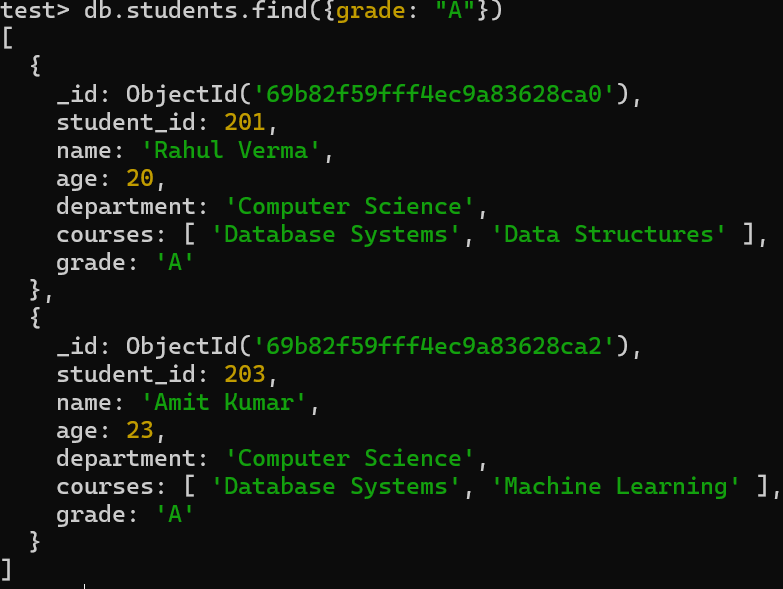 test> db.students.find({grade: "A"})
[
  {
    _id: ObjectId('69b82f59fff4ec9a83628ca0'),
    student_id: 201,
    name: 'Rahul Verma',
    age: 20,
    department: 'Computer Science',
    courses: [ 'Database Systems', 'Data Structures' ],
    grade: 'A'
  },
  {
    _id: ObjectId('69b82f59fff4ec9a83628ca2'),
    student_id: 203,
    name: 'Amit Kumar',
    age: 23,
    department: 'Computer Science',
    courses: [ 'Database Systems', 'Machine Learning' ],
    grade: 'A'
  }
]